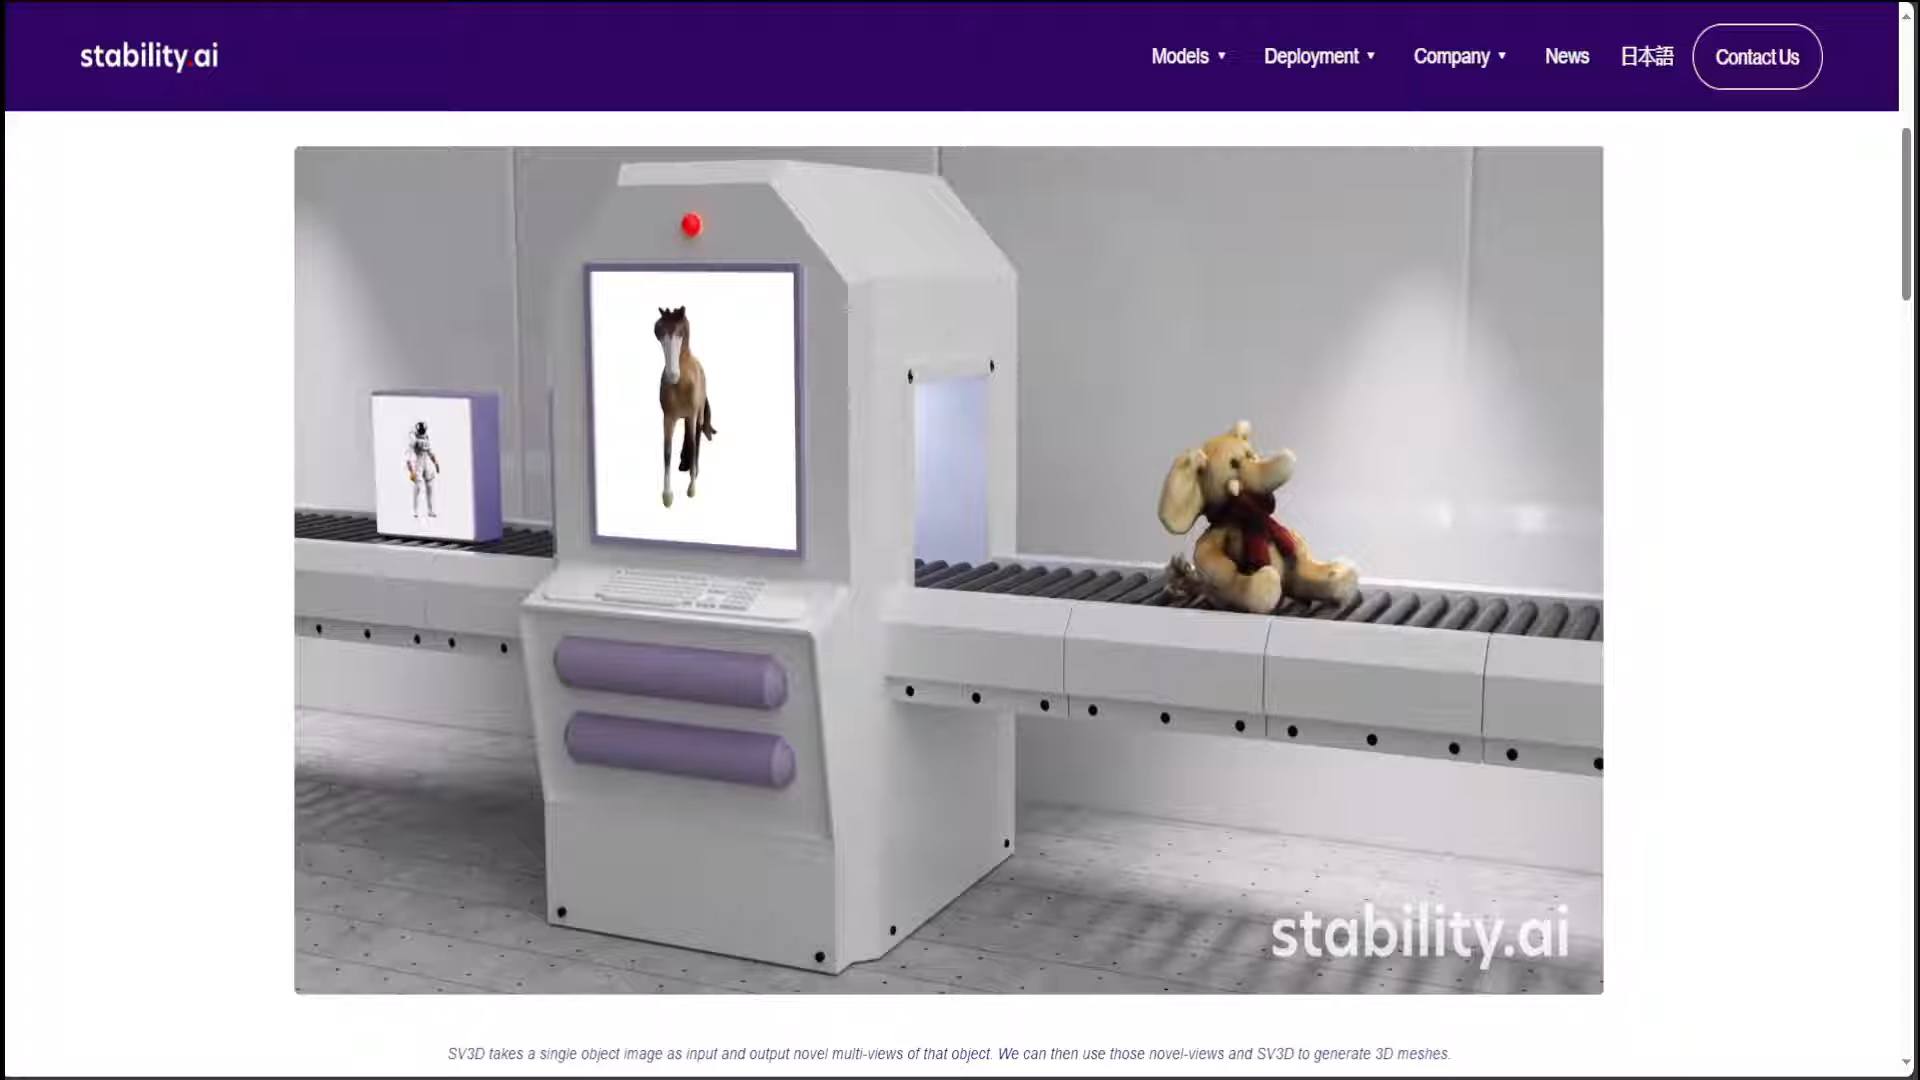 stability.ai
Models
Deployment
Company
News
日本語
Contact Us
stability.ai
SV3D takes a single object image as input and output novel multi-views of that object. We can then use those novel-views and SV3D to generate 3D meshes.